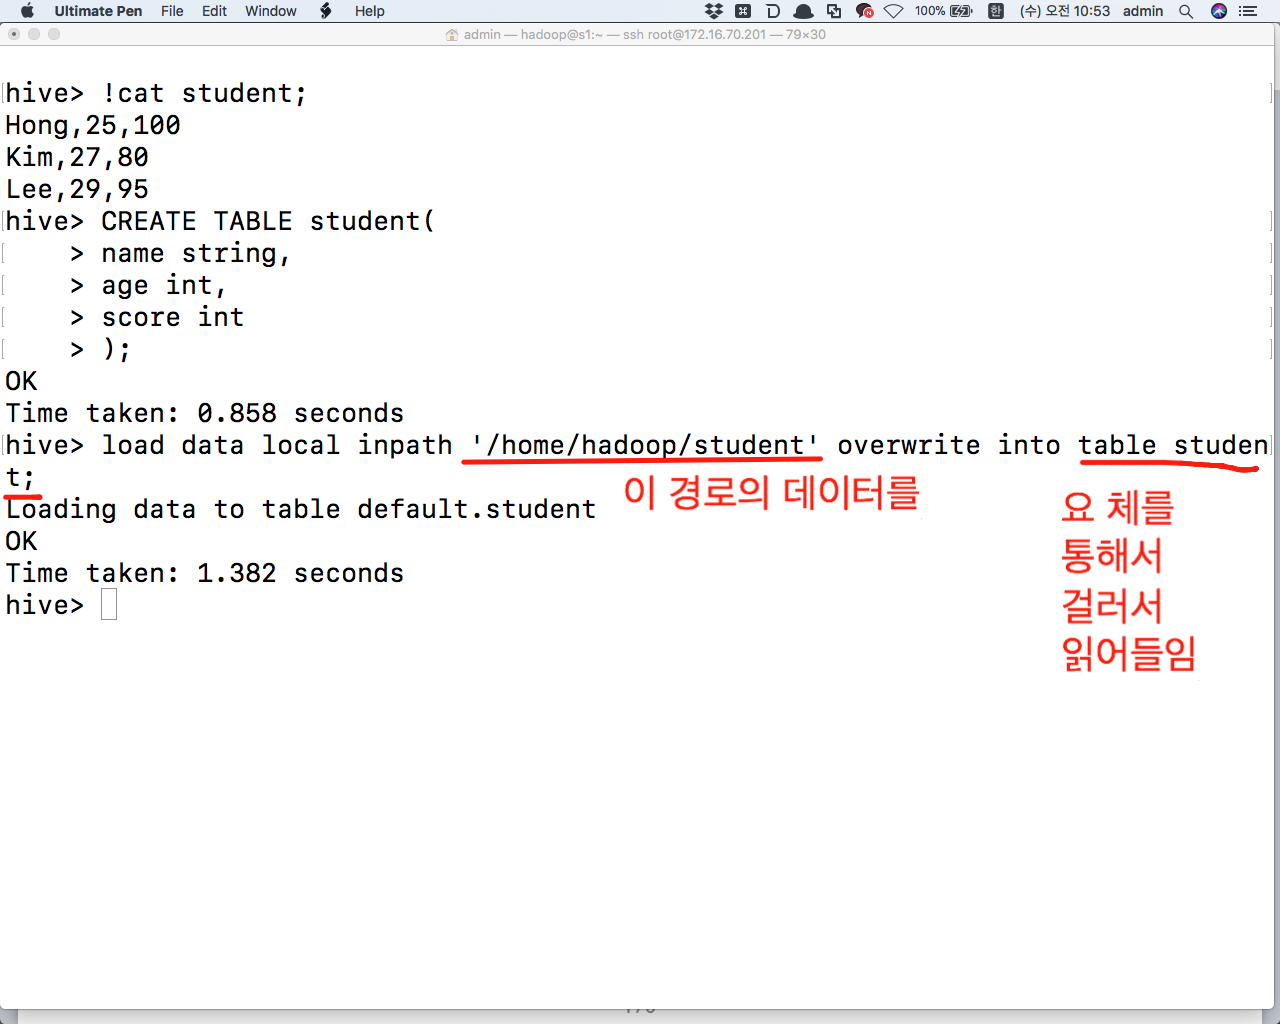 Ultimate Pen File Edit Window Help 100% 한 (수) 오전 10:53 admin
admin — hadoop@s1:~ — ssh root@172.16.70.201 — 79×30
hive> !cat student;
Hong,25,100
Kim,27,80
Lee,29,95
hive> CREATE TABLE student(
> name string,
> age int,
> score int
> );
OK
Time taken: 0.858 seconds
hive> load data local inpath '/home/hadoop/student' overwrite into table studen
t;
이 경로의 데이터를
Loading data to table default.student
요 체를
통해서
걸러서
읽어들임
OK
Time taken: 1.382 seconds
hive>